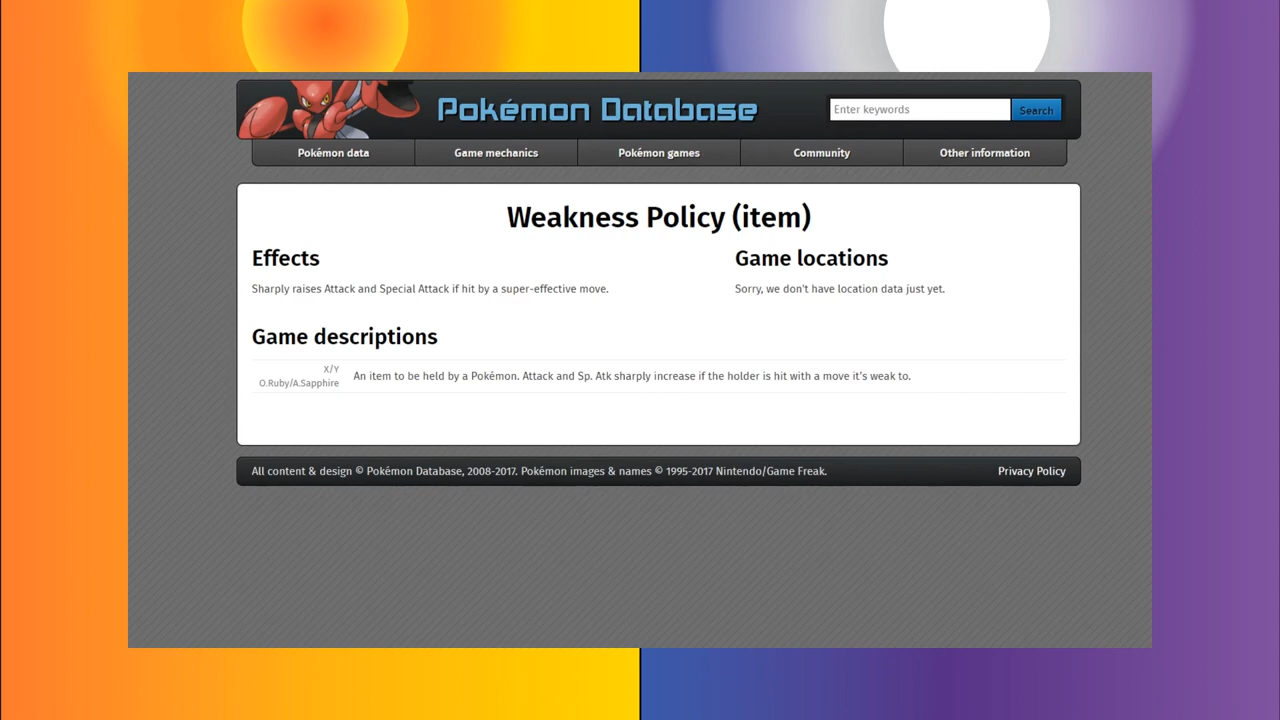 Pokémon Database
Enter keywords
Search
Pokémon data
Game mechanics
Pokémon games
Community
Other information
Weakness Policy (item)
Effects
Sharply raises Attack and Special Attack if hit by a super-effective move.
Game locations
Sorry, we don't have location data just yet.
Game descriptions
X/Y
O.Ruby/A.Sapphire
An item to be held by a Pokémon. Attack and Sp. Atk sharply increase if the holder is hit with a move it's weak to.
All content & design © Pokémon Database, 2008-2017. Pokémon images & names © 1995-2017 Nintendo/Game Freak.
Privacy Policy